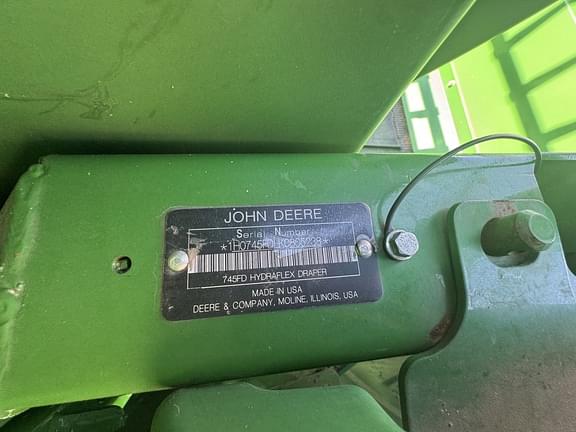 JOHN DEERE
Serial Number
745FD HYDRAFLEX DRAPER
MADE IN USA
DEERE & COMPANY, MOLINE, ILLINOIS, USA